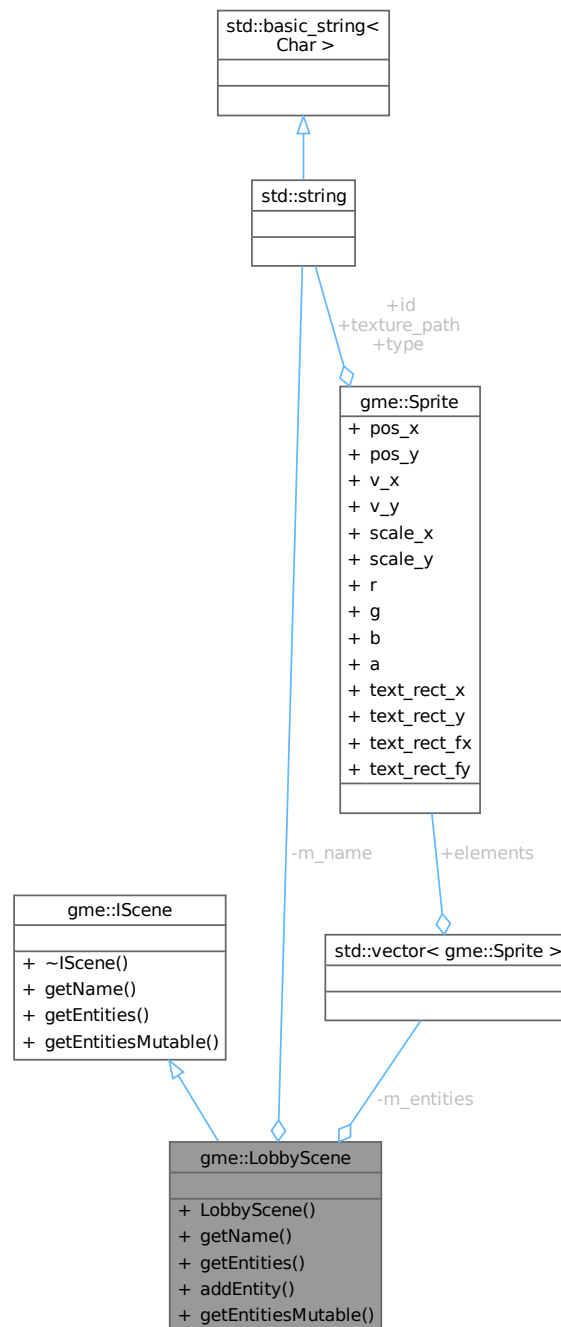 std::basic_string<
Char >
std::string
+id
+texture_path
+type
gme::Sprite
+ pos_x
+ pos_y
+ v_x
+ v_y
+ scale_x
+ scale_y
+ r
+ g
+ b
+ a
+ text_rect_x
+ text_rect_y
+ text_rect_fx
+ text_rect_fy
-m_name
+elements
gme::IScene
+ ~IScene()
+ getName()
+ getEntities()
+ getEntitiesMutable()
std::vector< gme::Sprite >
-m_entities
gme::LobbyScene
+ LobbyScene()
+ getName()
+ getEntities()
+ addEntity()
+ getEntitiesMutable()